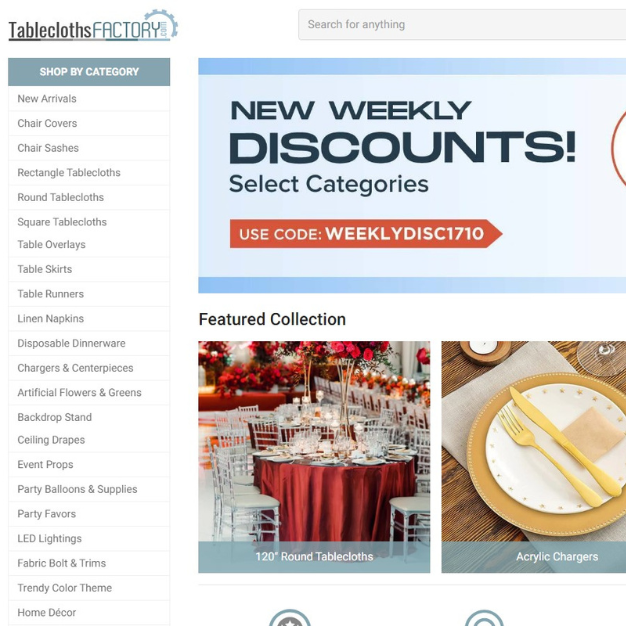 TableclothsFACTORY.com
Search for anything
SHOP BY CATEGORY
New Arrivals
Chair Covers
Chair Sashes
Rectangle Tablecloths
Round Tablecloths
Square Tablecloths
Table Overlays
Table Skirts
Table Runners
Linen Napkins
Disposable Dinnerware
Chargers & Centerpieces
Artificial Flowers & Greens
Backdrop Stand
Ceiling Drapes
Event Props
Party Balloons & Supplies
Party Favors
LED Lightings
Fabric Bolt & Trims
Trendy Color Theme
Home Décor
NEW WEEKLY
DISCOUNTS!
Select Categories
USE CODE: WEEKLYDISC1710
Featured Collection
120" Round Tablecloths
Acrylic Chargers